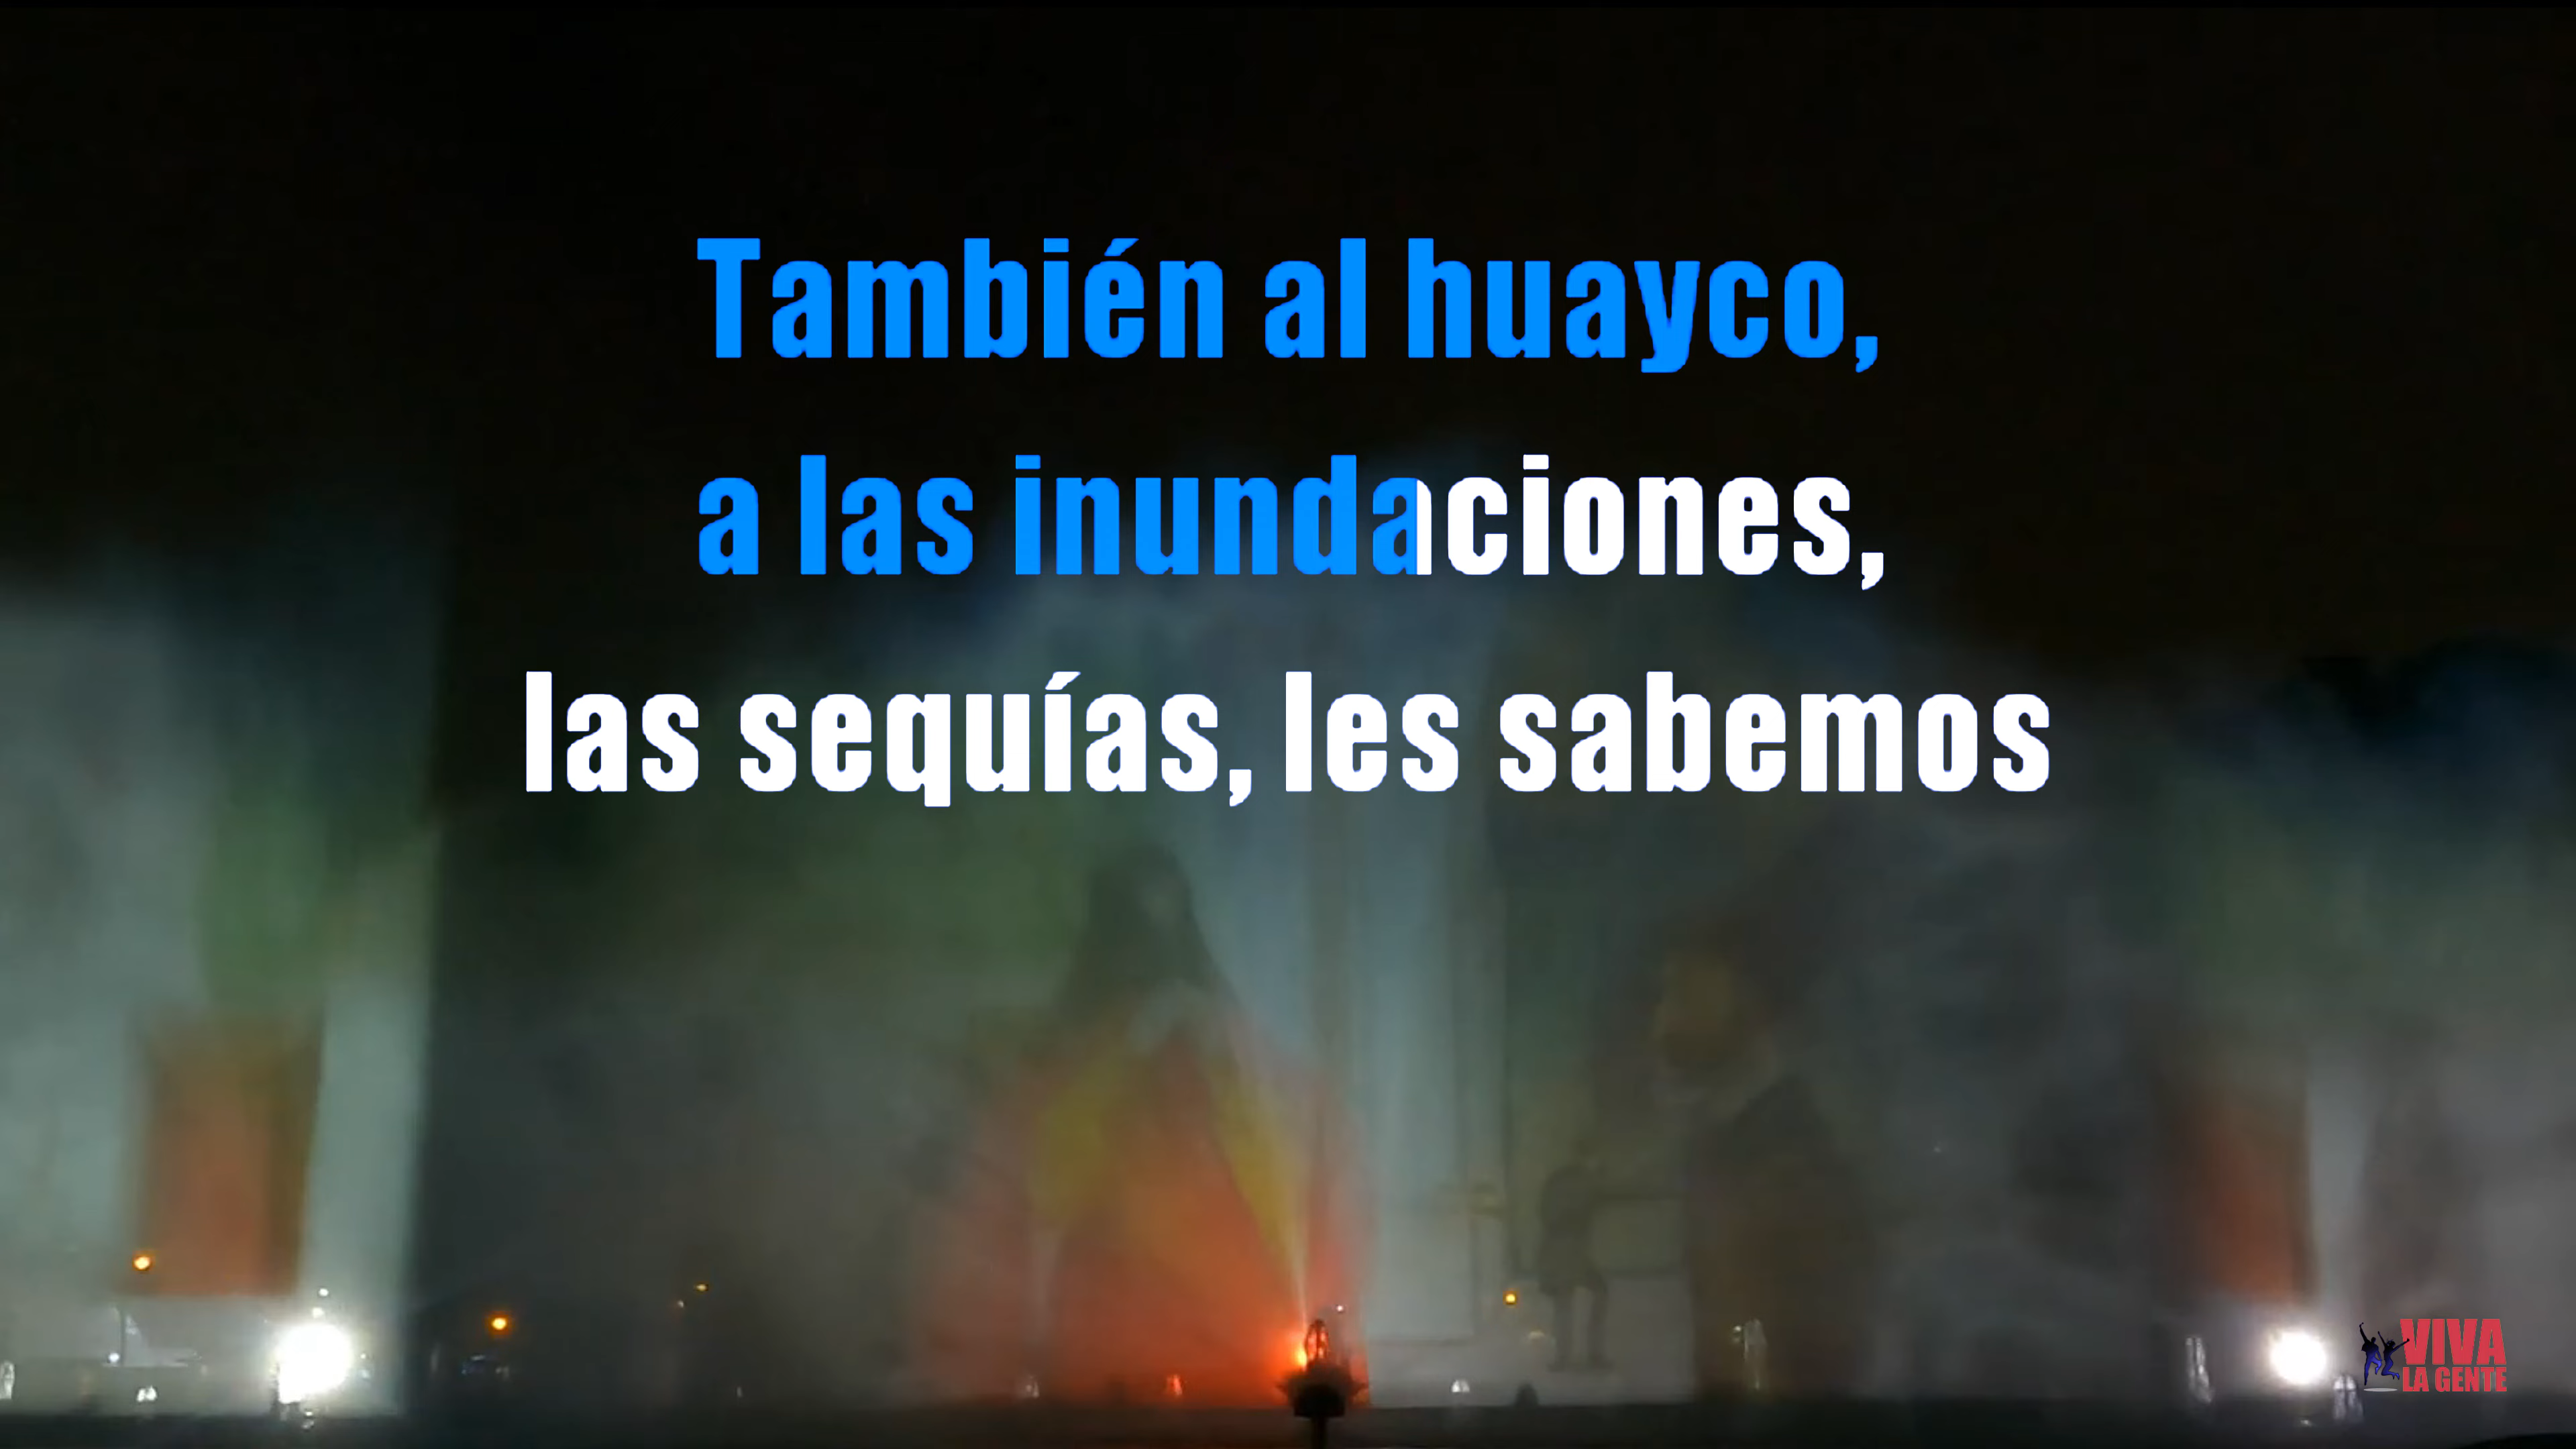 También al huayco,
a las inundaciones,
las sequías, les sabemos
VIVA
LA GENTE